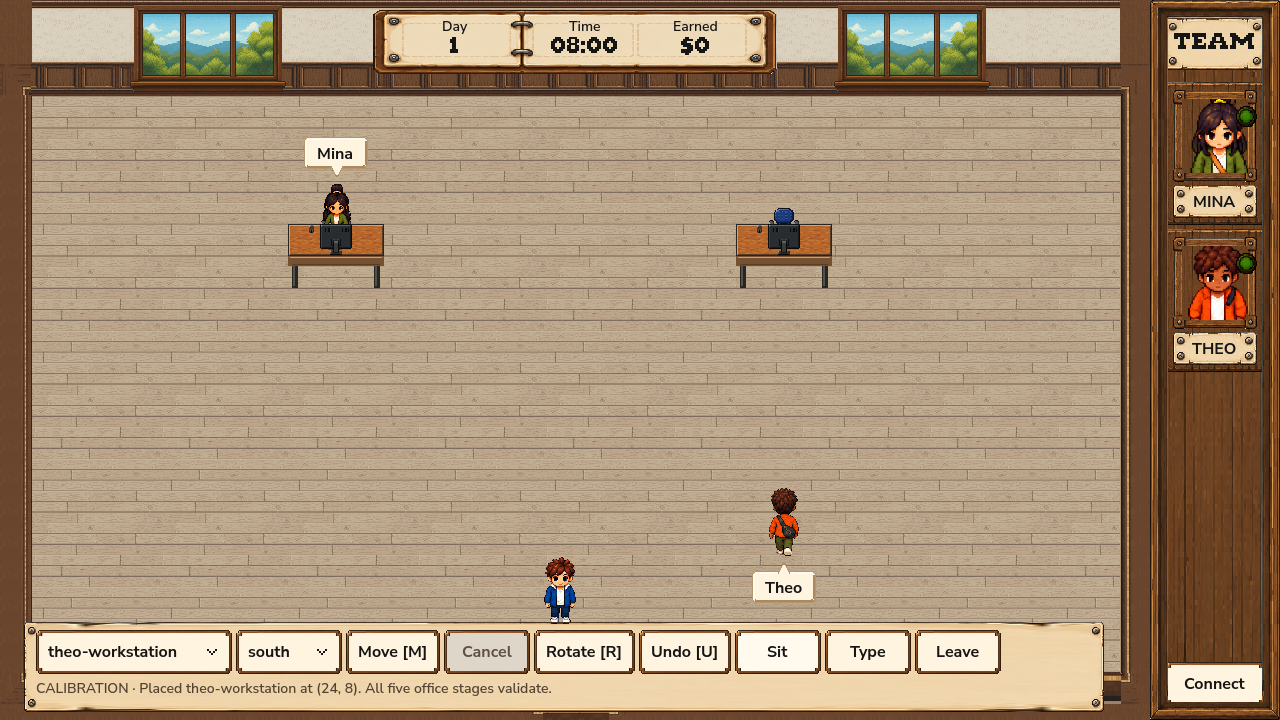 Day
1
Time
08:00
Earned
$0
TEAM
MINA
THEO
Mina
Theo
theo-workstation
south
Move [M]
Cancel
Rotate [R]
Undo [U]
Sit
Type
Leave
CALIBRATION · Placed theo-workstation at (24, 8). All five office stages validate.
Connect